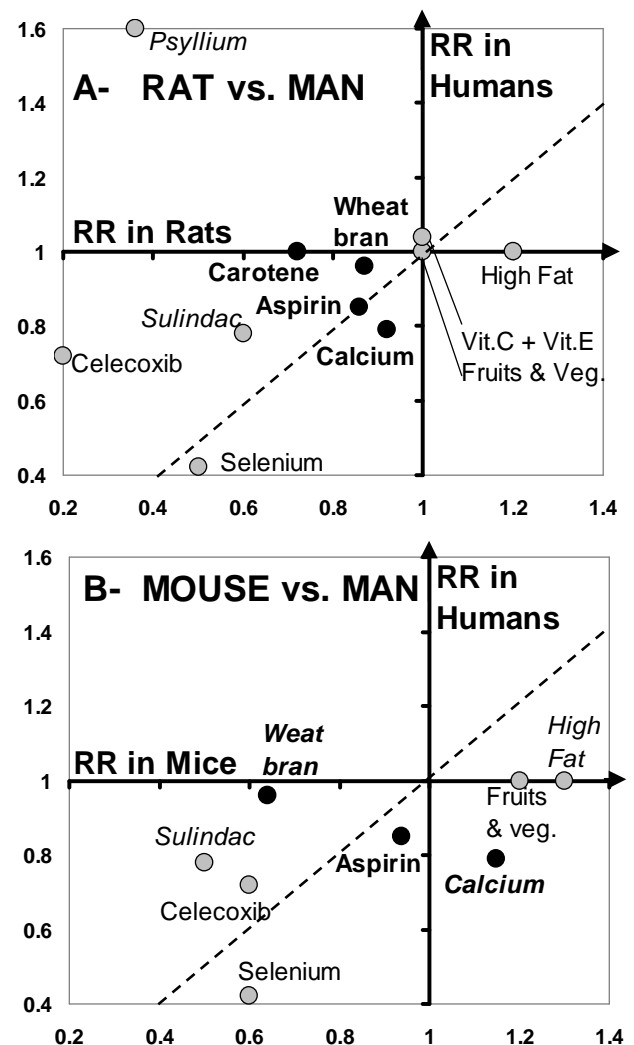 1.6
Psyllium
RR in
Humans
A- RAT vs. MAN
1.4
1.2
Wheat
bran
RR in Rats
1
Carotene
High Fat
Aspirin
Sulindac
0.8
Calcium
Vit.C + Vit.E
Celecoxib
Fruits & Veg.
0.6
Selenium
0.4
0.2 0.4 0.6 0.8 1 1.2 1.4
1.6
B- MOUSE vs. MAN
RR in
Humans
1.4
1.2
Weat
bran
High
Fat
RR in Mice
1
Fruits
& veg.
Sulindac
0.8
Aspirin
Calcium
Celecoxib
0.6
Selenium
0.4
0.2 0.4 0.6 0.8 1 1.2 1.4